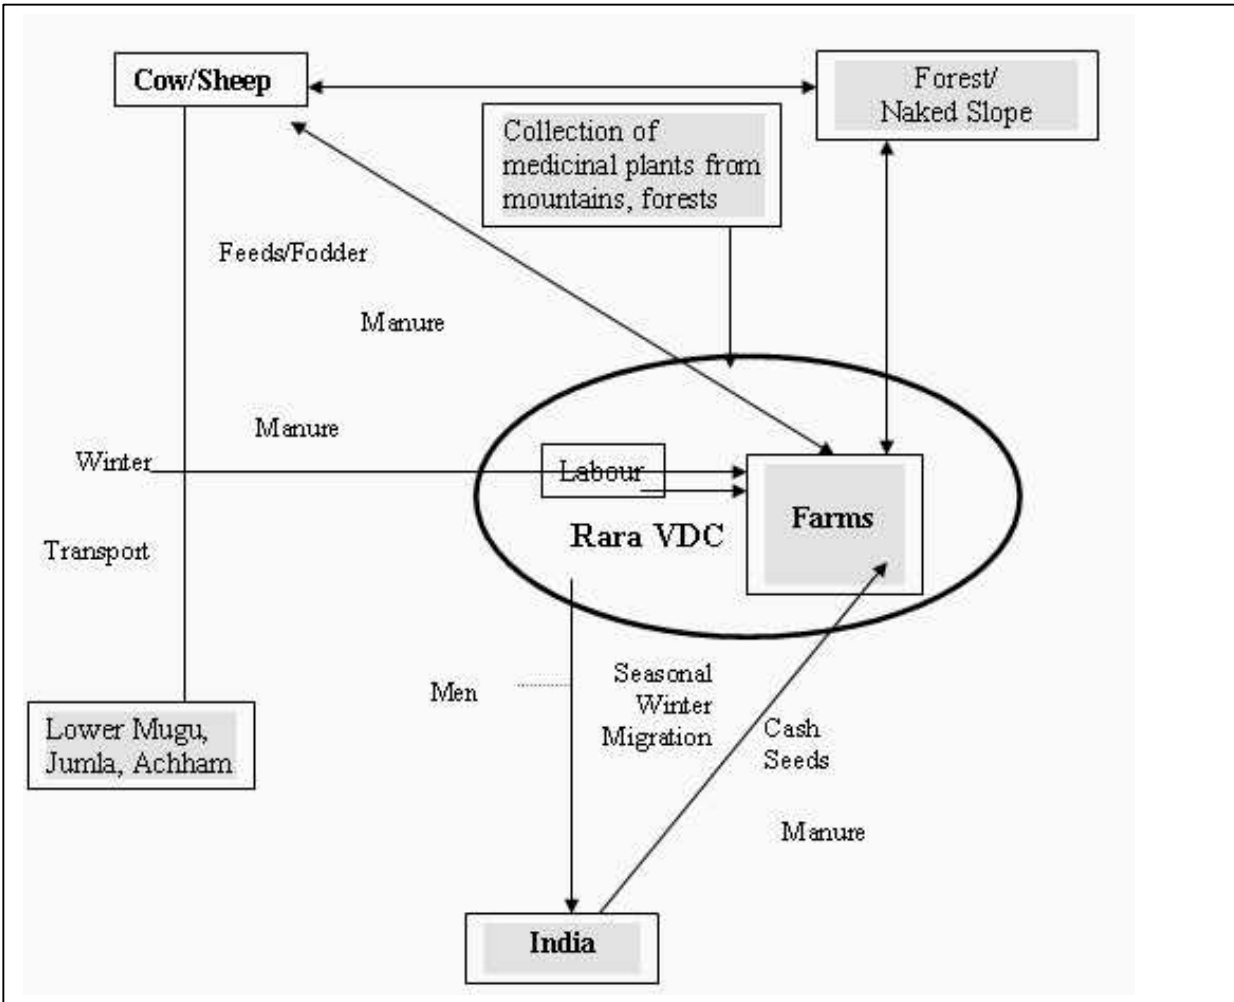 Cow/Sheep
Forest/
Naked Slope
Collection of
medicinal plants from
mountains, forests
Feeds/Fodder
Manure
Manure
Winter
Labour
Farms
Rara VDC
Transport
Men
Seasonal
Winter
Migration
Cash
Seeds
Lower Mugu,
Jumla, Achham
Manure
India